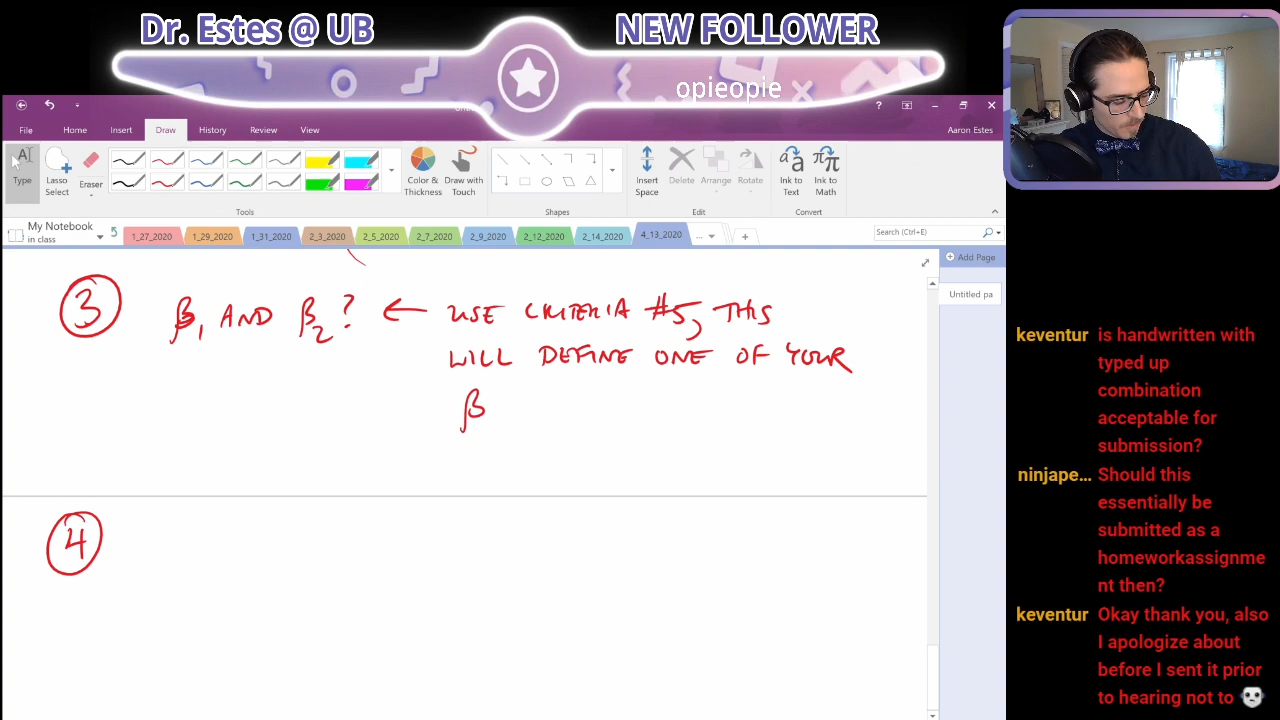 Dr. Estes @ UB
NEW FOLLOWER
opieopie
?
File Home Insert Draw History Review View
Aaron Estes
Type
Lasso Select
Eraser
Color & Thickness
Draw with Touch
Insert Space
Delete
Arrange
Rotate
Ink to Text
Ink to Math
Tools
Shapes
Edit
Convert
My Notebook
in class
1_27_2020 1_29_2020 1_31_2020 2_3_2020 2_5_2020 2_7_2020 2_9_2020 2_12_2020 2_14_2020 4_13_2020 ... +
Search (Ctrl+E)
Add Page
Untitled pa
3 β1 AND β2? ← USE CRITERIA #5, THIS
WILL DEFINE ONE OF YOUR
β
4
keventur is handwritten with
typed up
combination
acceptable for
submission?
ninjape... Should this
essentially be
submitted as a
homeworkassignme
nt then?
keventur Okay thank you, also
I apologize about
before I sent it prior
to hearing not to